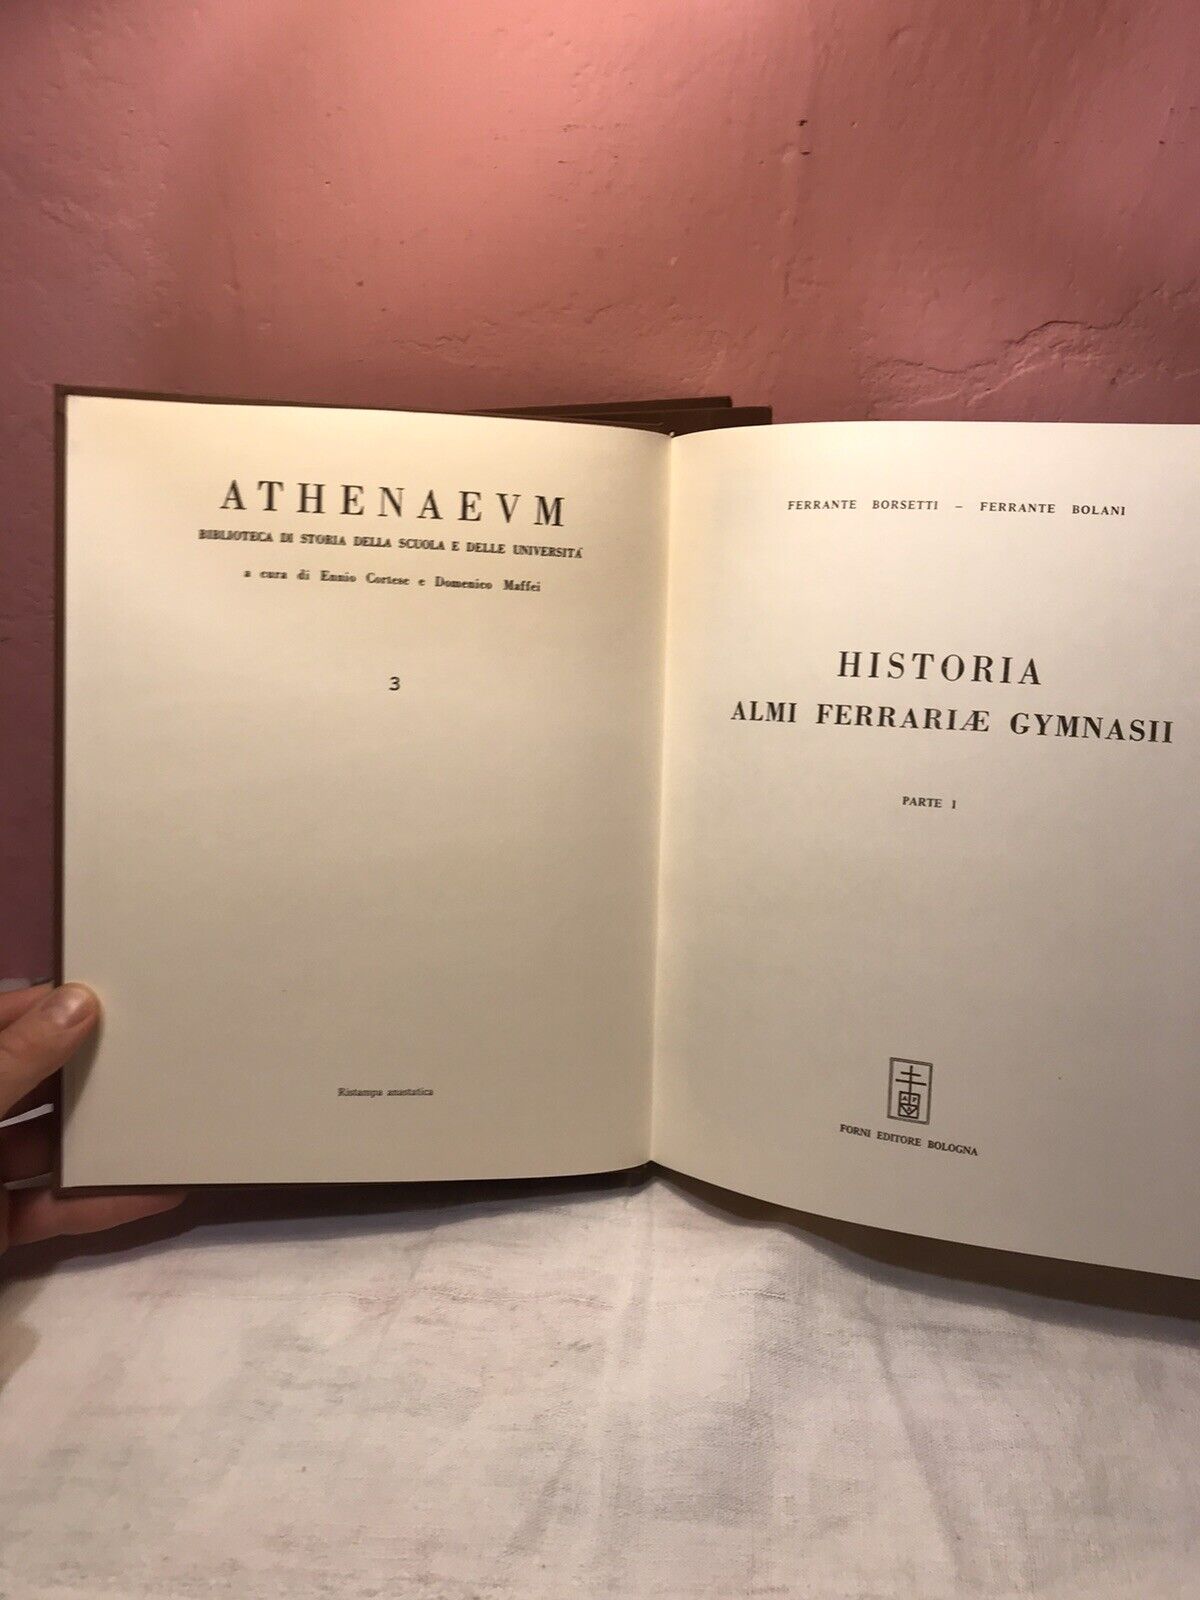 ATHENAEVM
BIBLIOTECA DI STORIA DELLA SCUOLA E DELLE UNIVERSITÁ
a cura di Ennio Cortese e Domenico Maffei
3
Ristampa anastatica
FERRANTE BORSETTI – FERRANTE BOLANI
HISTORIA
ALMI FERRARIÆ GYMNASII
PARTE I
A F
FORNI EDITORE BOLOGNA